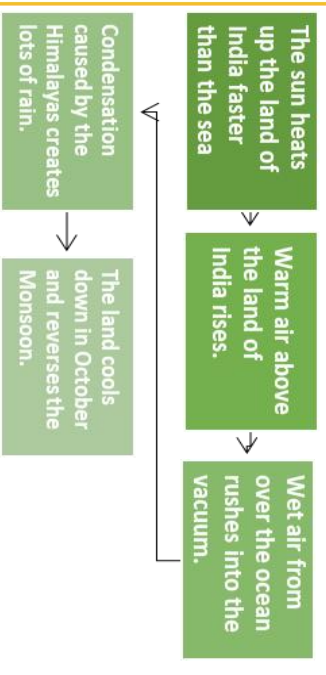 The sun heats
up the land of
India faster
than the sea
Warm air above
the land of
India rises.
Wet air from
over the ocean
rushes into the
vacuum.
Condensation
caused by the
Himalayas creates
lots of rain.
The land cools
down in October
and reverses the
Monsoon.